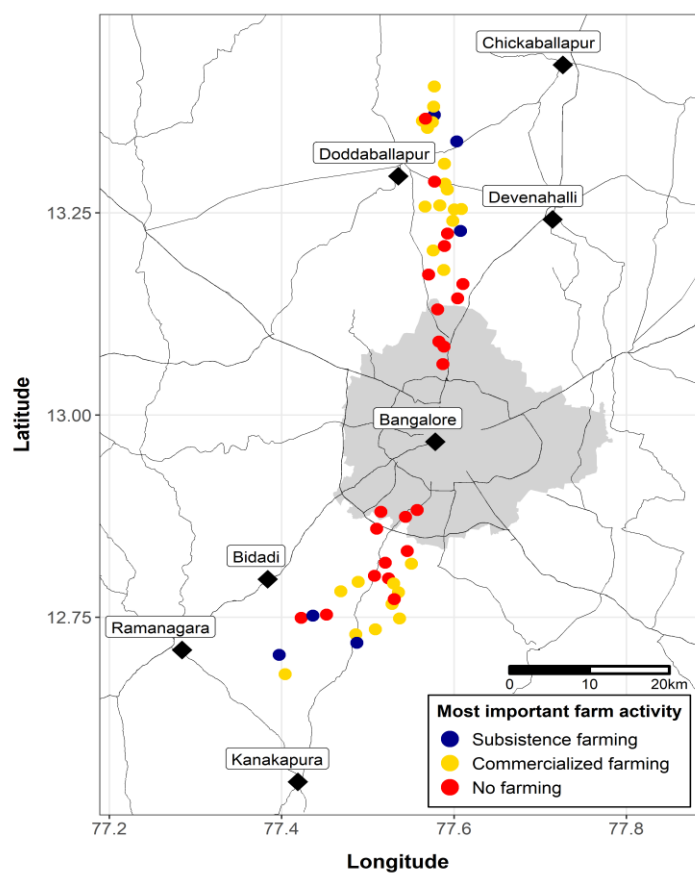 Chickaballapur
Doddaballapur
Devenahalli
13.25
Latitude
13.00
Bangalore
Bidadi
12.75
Ramanagara
0 10 20km
Most important farm activity
Subsistence farming
Commercialized farming
No farming
Kanakapura
77.2 77.4 77.6 77.8
Longitude